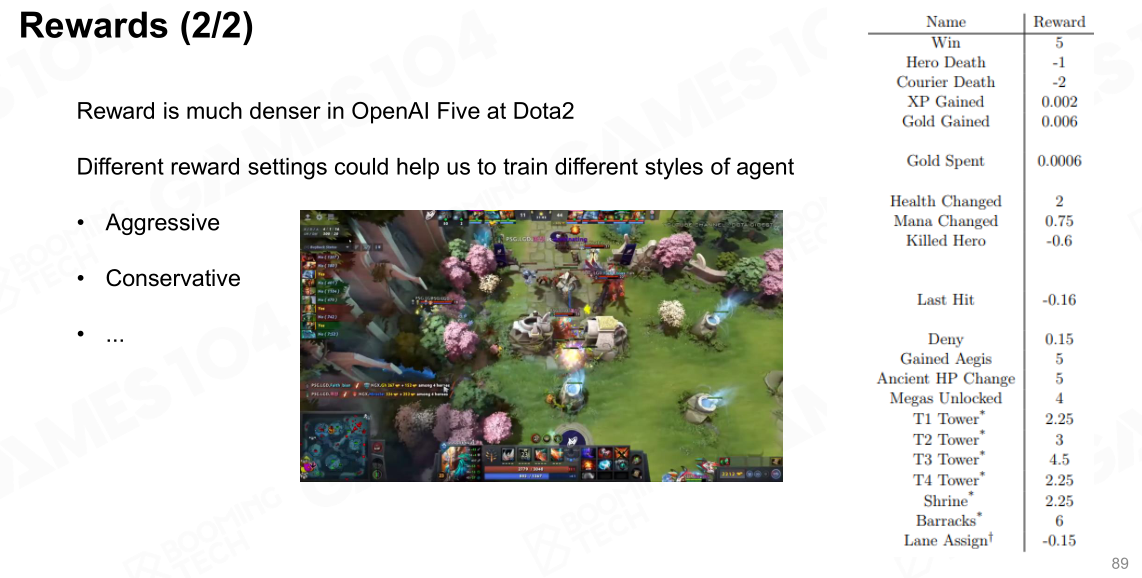 Rewards (2/2)
Reward is much denser in OpenAI Five at Dota2
Different reward settings could help us to train different styles of agent
• Aggressive
• Conservative
• ...
Name Reward
Win 5
Hero Death -1
Courier Death -2
XP Gained 0.002
Gold Gained 0.006
Gold Spent 0.0006
Health Changed 2
Mana Changed 0.75
Killed Hero -0.6
Last Hit -0.16
Deny 0.15
Gained Aegis 5
Ancient HP Change 5
Megas Unlocked 4
T1 Tower* 2.25
T2 Tower* 3
T3 Tower* 4.5
T4 Tower* 2.25
Shrine* 2.25
Barracks* 6
Lane Assign† -0.15
89
GAMES 104
BOOMING
TECH